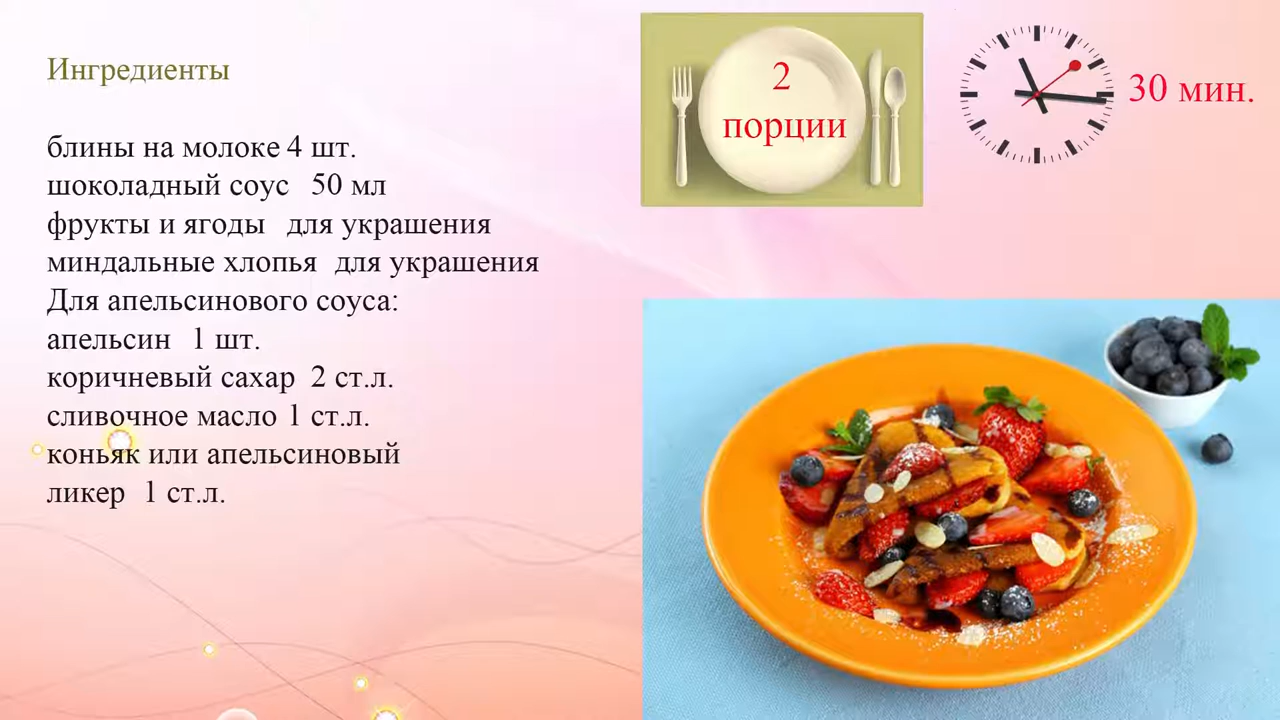 Ингредиенты
блины на молоке 4 шт.
шоколадный соус 50 мл
фрукты и ягоды для украшения
миндальные хлопья для украшения
Для апельсинового соуса:
апельсин 1 шт.
коричневый сахар 2 ст.л.
сливочное масло 1 ст.л.
коньяк или апельсиновый
ликер 1 ст.л.
2
порции
30 мин.